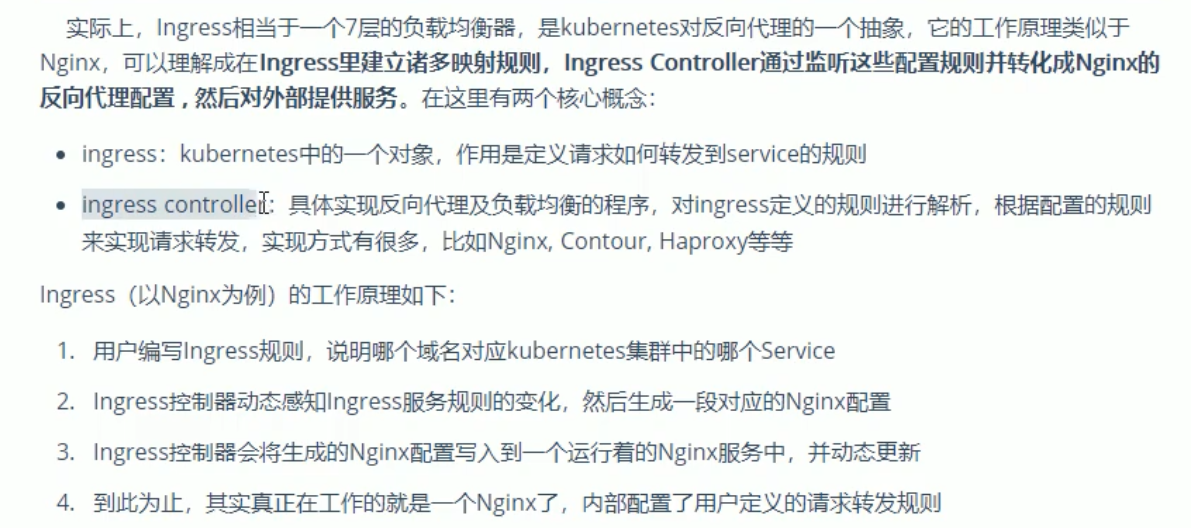 实际上，Ingress相当于一个7层的负载均衡器，是kubernetes对反向代理的一个抽象，它的工作原理类似于
Nginx，可以理解成在Ingress里建立诸多映射规则，Ingress Controller通过监听这些配置规则并转化成Nginx的
反向代理配置 , 然后对外部提供服务。在这里有两个核心概念：
• ingress：kubernetes中的一个对象，作用是定义请求如何转发到service的规则
• ingress controller：具体实现反向代理及负载均衡的程序，对ingress定义的规则进行解析，根据配置的规则
来实现请求转发，实现方式有很多，比如Nginx, Contour, Haproxy等等
Ingress（以Nginx为例）的工作原理如下：
1. 用户编写Ingress规则，说明哪个域名对应kubernetes集群中的哪个Service
2. Ingress控制器动态感知Ingress服务规则的变化，然后生成一段对应的Nginx配置
3. Ingress控制器会将生成的Nginx配置写入到一个运行着的Nginx服务中，并动态更新
4. 到此为止，其实真正在工作的就是一个Nginx了，内部配置了用户定义的请求转发规则